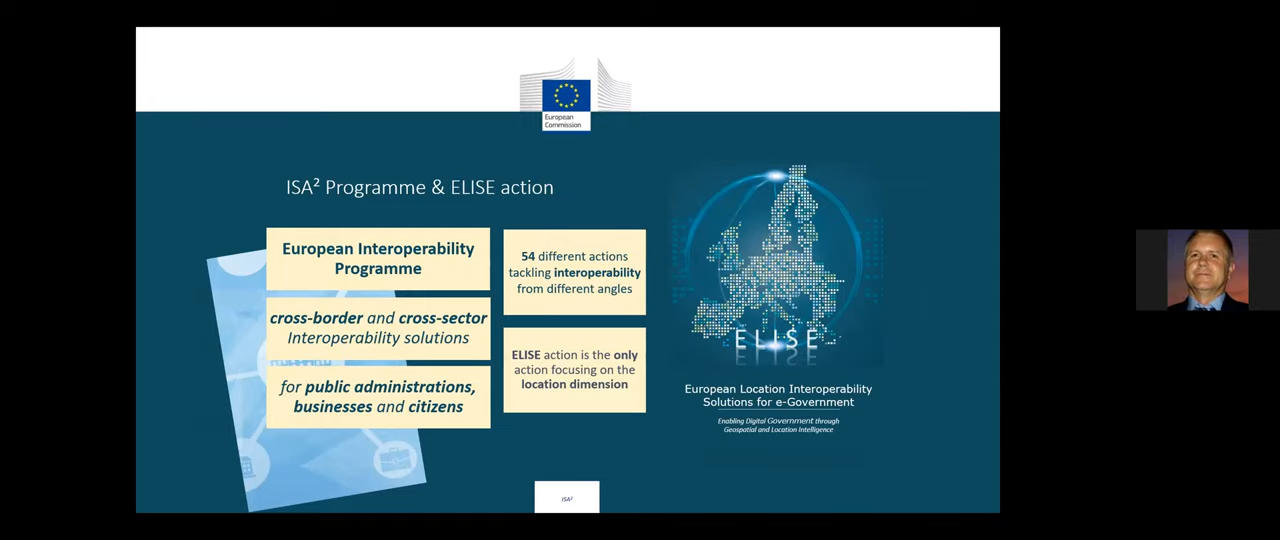 European
Commission
ISA² Programme & ELISE action
European Interoperability
Programme
cross-border and cross-sector
Interoperability solutions
for public administrations,
businesses and citizens
54 different actions
tackling interoperability
from different angles
ELISE action is the only
action focusing on the
location dimension
ELISE
European Location Interoperability
Solutions for e-Government
Enabling Digital Government through
Geospatial and Location Intelligence
ISA²